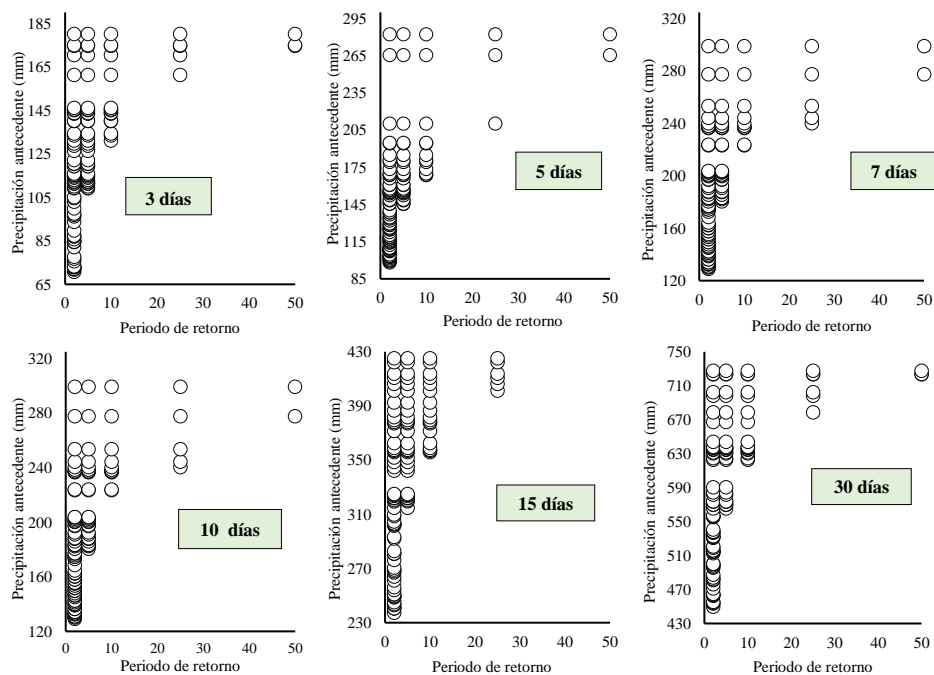 Precipitación antecedente (mm)
185
165
145
125
105
85
65
3 días
0 10 20 30 40 50
Periodo de retorno
Precipitación antecedente (mm)
295
265
235
205
175
145
115
85
5 días
0 10 20 30 40 50
Periodo de retorno
Precipitación antecedente (mm)
320
280
240
200
160
120
7 días
0 10 20 30 40 50
Periodo de retorno
Precipitación antecedente (mm)
320
280
240
200
160
120
10 días
0 10 20 30 40 50
Periodo de retorno
Precipitación antecedente (mm)
430
390
350
310
270
230
15 días
0 10 20 30 40 50
Periodo de retorno
Precipitación antecedente (mm)
750
710
670
630
590
550
510
470
430
30 días
0 10 20 30 40 50
Periodo de retorno